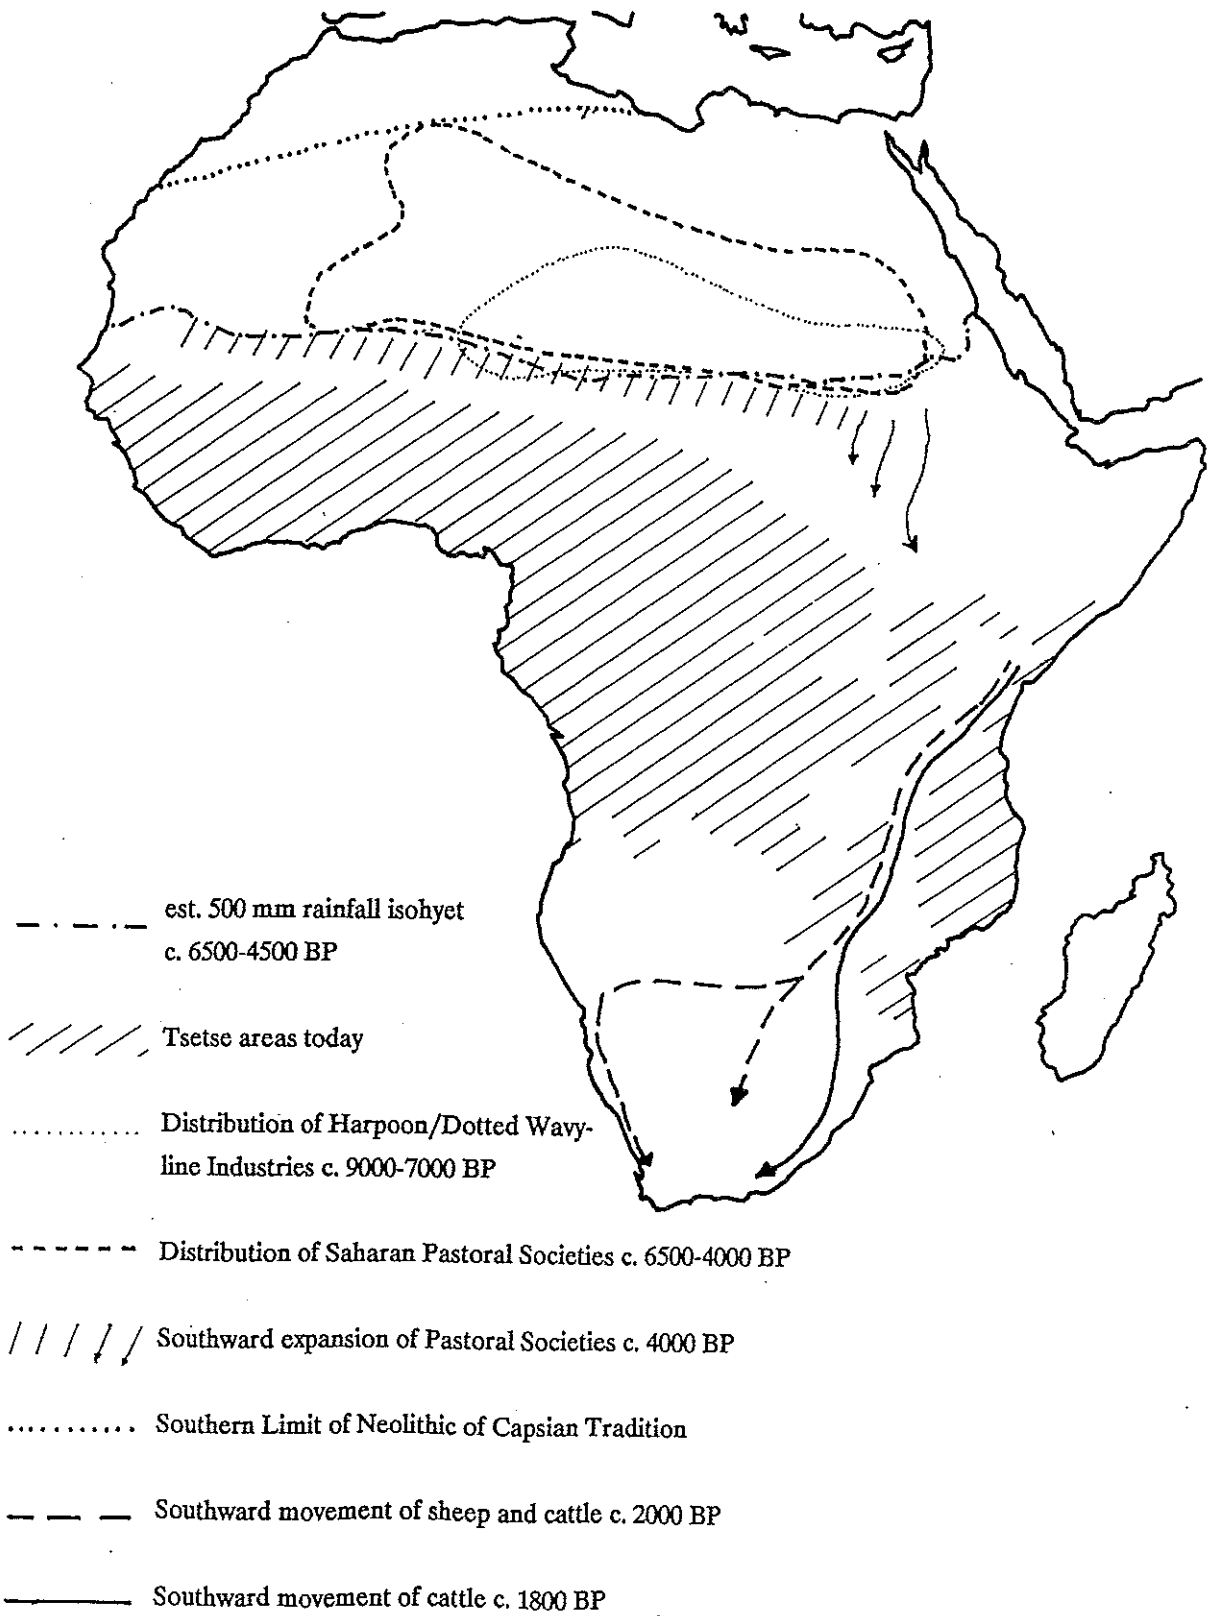 est. 500 mm rainfall isohyet
c. 6500-4500 BP
Tsetse areas today
Distribution of Harpoon/Dotted Wavy-
line Industries c. 9000-7000 BP
Distribution of Saharan Pastoral Societies c. 6500-4000 BP
Southward expansion of Pastoral Societies c. 4000 BP
Southern Limit of Neolithic of Capsian Tradition
Southward movement of sheep and cattle c. 2000 BP
Southward movement of cattle c. 1800 BP